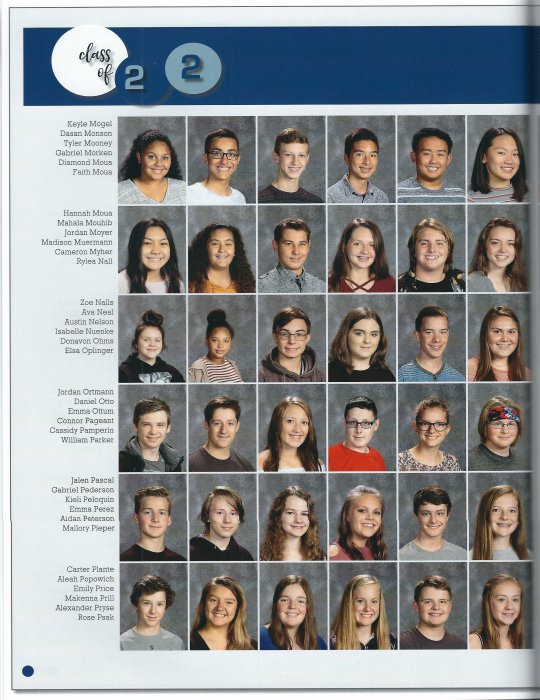 class
of 2 2
Keyle Mogel
Dasan Monson
Tyler Mooney
Gabriel Morken
Diamond Moua
Faith Moua
Hannah Moua
Mahala Mouhib
Jordan Moyer
Madison Muermann
Cameron Myher
Rylea Nall
Zoe Nalls
Ava Neal
Austin Nelson
Isabelle Nuenke
Donavon Ohms
Elsa Oplinger
Jordan Ortmann
Daniel Otto
Emma Ottum
Connor Pageant
Cassidy Pamperin
William Parker
Jalen Pascal
Gabriel Pederson
Kieli Peloquin
Emma Perez
Aidan Peterson
Mallory Pieper
Carter Plante
Aleah Popowich
Emily Price
Makenna Prill
Alexander Pryse
Rose Psak